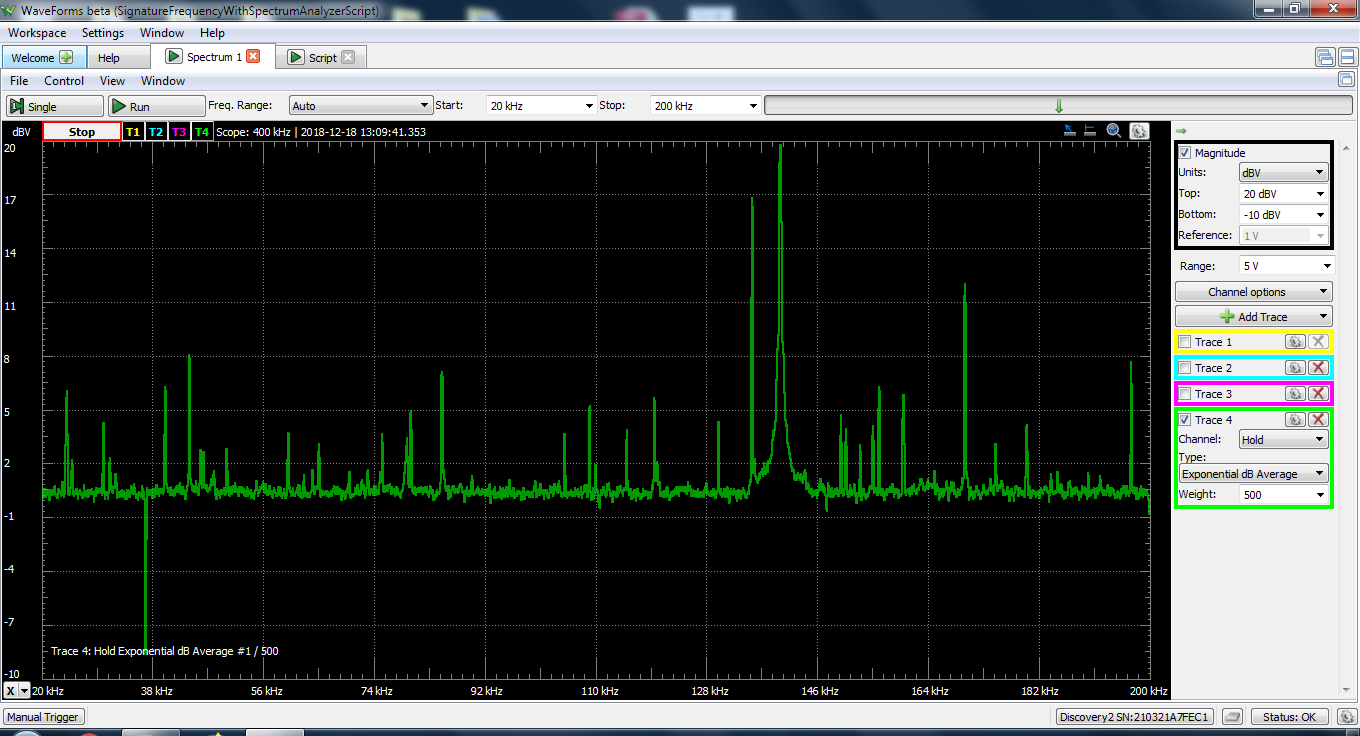 WaveForms beta (SignatureFrequencyWithSpectrumAnalyzerScript)
Workspace Settings Window Help
Welcome Help Spectrum 1 Script
File Control View Window
Single Run Freq. Range: Auto Start: 20 kHz Stop: 200 kHz
dBV Stop T1 T2 T3 T4 Scope: 400 kHz | 2018-12-18 13:09:41.353
20
17
14
11
8
5
2
-1
-4
-7
-10
Trace 4: Hold Exponential dB Average #1 / 500
X 20 kHz 38 kHz 56 kHz 74 kHz 92 kHz 110 kHz 128 kHz 146 kHz 164 kHz 182 kHz 200 kHz
Magnitude
Units: dBV
Top: 20 dBV
Bottom: -10 dBV
Reference: 1 V
Range: 5 V
Channel options
Add Trace
Trace 1
Trace 2
Trace 3
Trace 4
Channel: Hold
Type:
Exponential dB Average
Weight: 500
Manual Trigger Discovery2 SN:210321A7FEC1 Status: OK